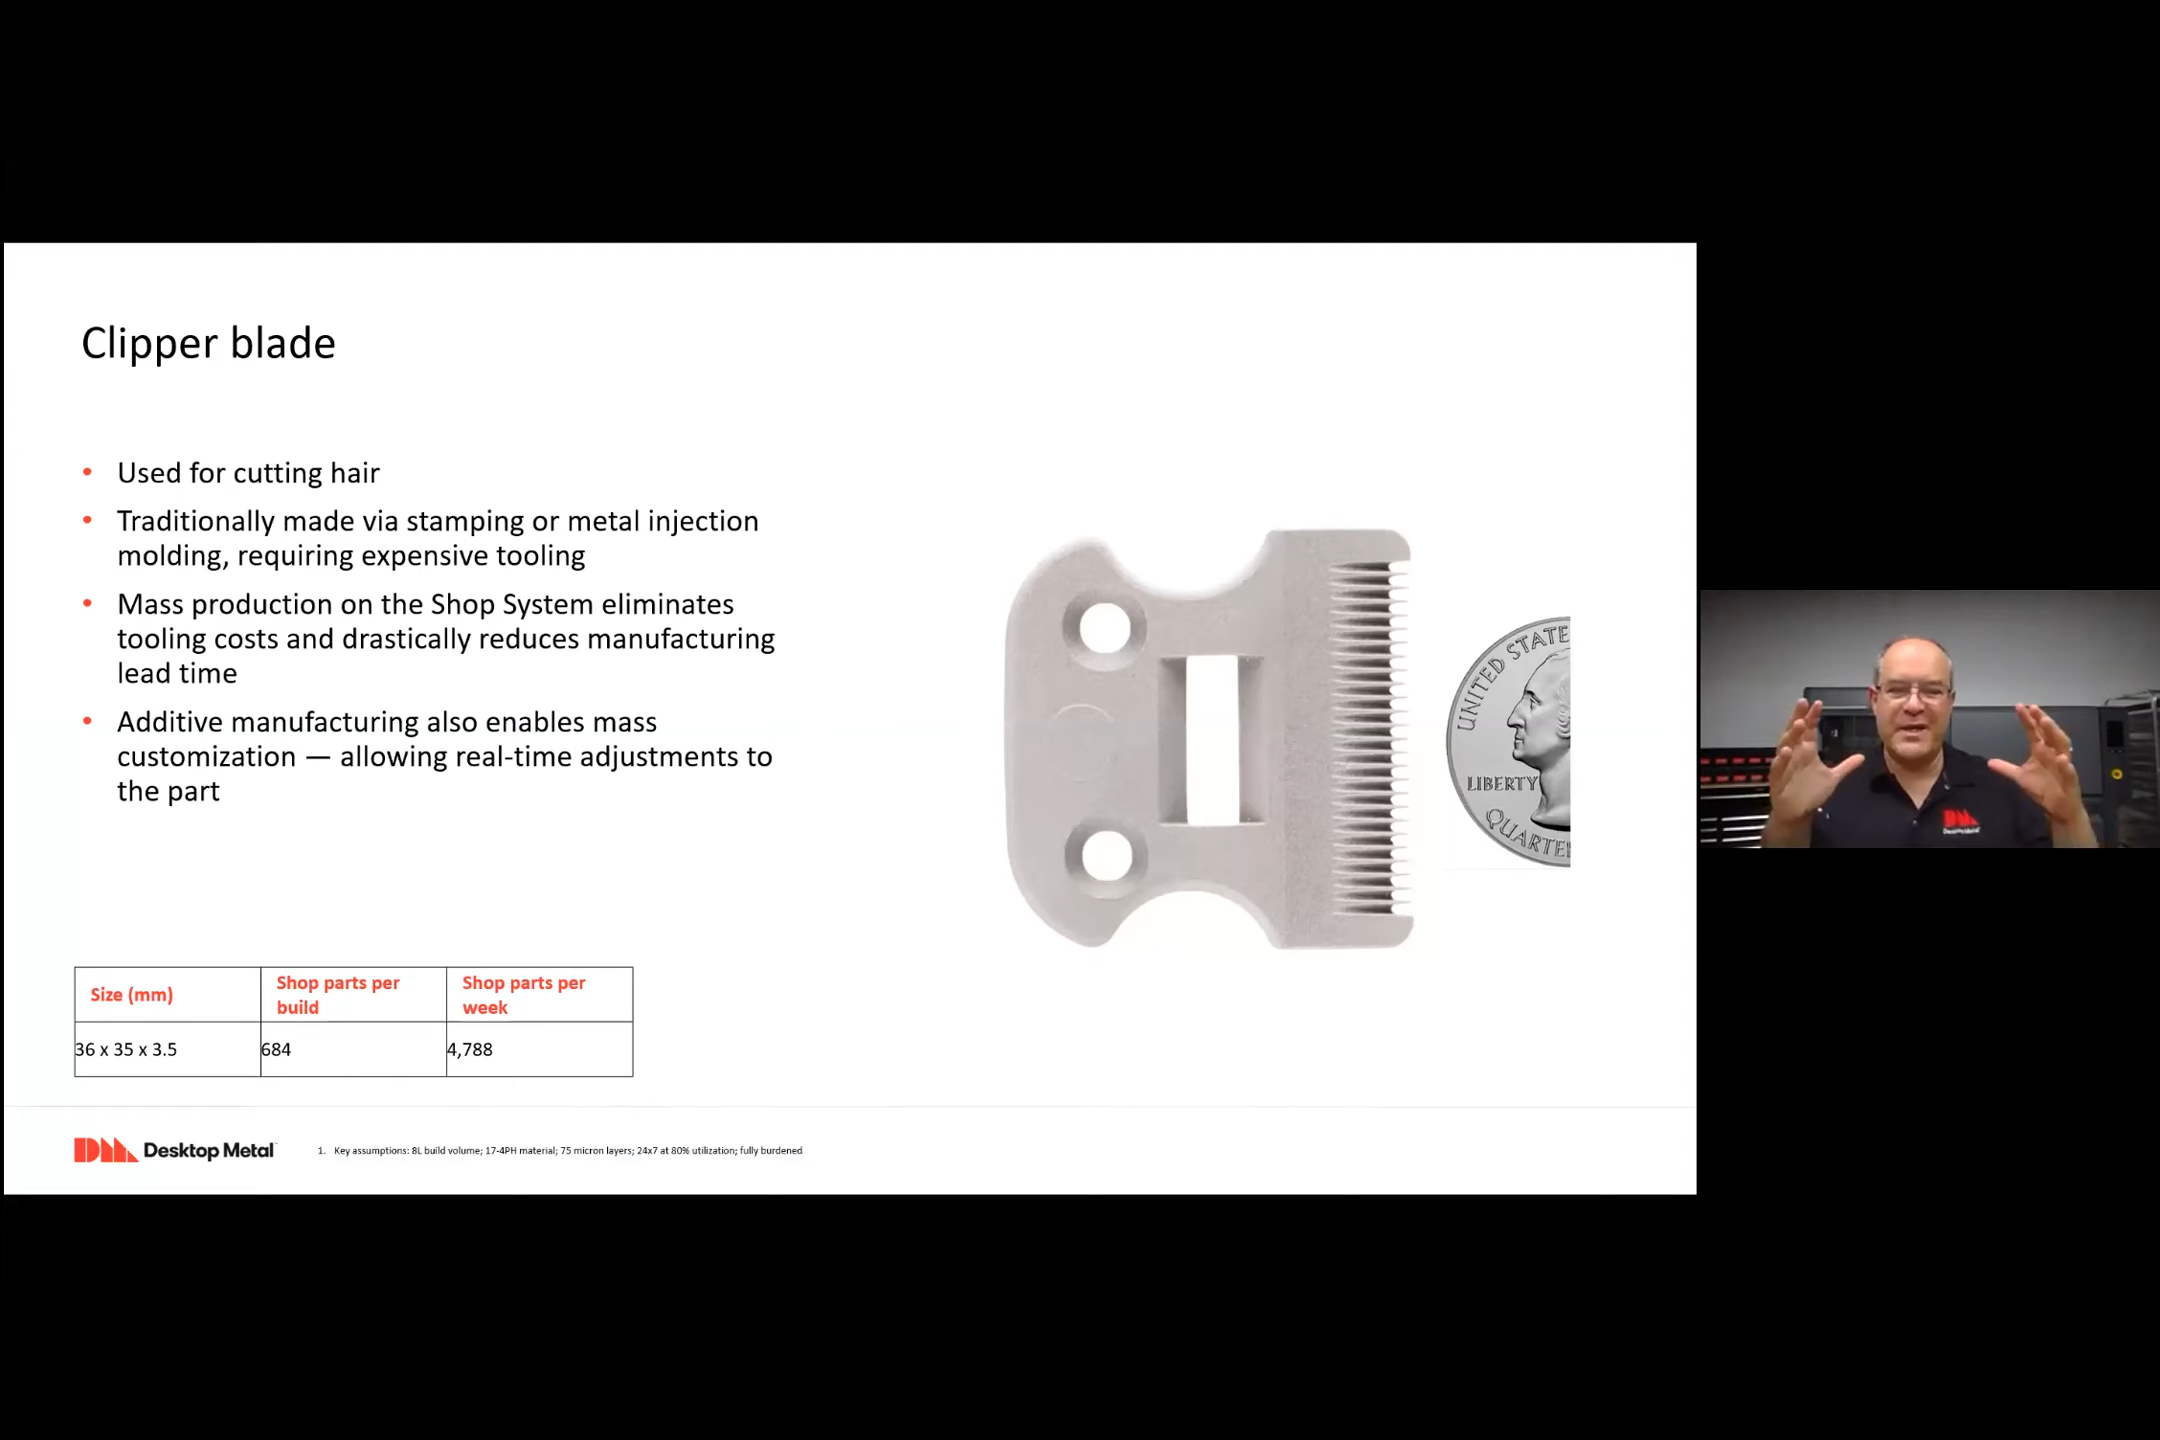 Clipper blade
• Used for cutting hair
• Traditionally made via stamping or metal injection
molding, requiring expensive tooling
• Mass production on the Shop System eliminates
tooling costs and drastically reduces manufacturing
lead time
• Additive manufacturing also enables mass
customization — allowing real-time adjustments to
the part
UNITED STATE
LIBERTY
QUARTE
Size (mm) Shop parts per build Shop parts per week
36 x 35 x 3.5 684 4,788
DM Desktop Metal
1. Key assumptions: 8L build volume; 17-4PH material; 75 micron layers; 24x7 at 80% utilization; fully burdened
DM